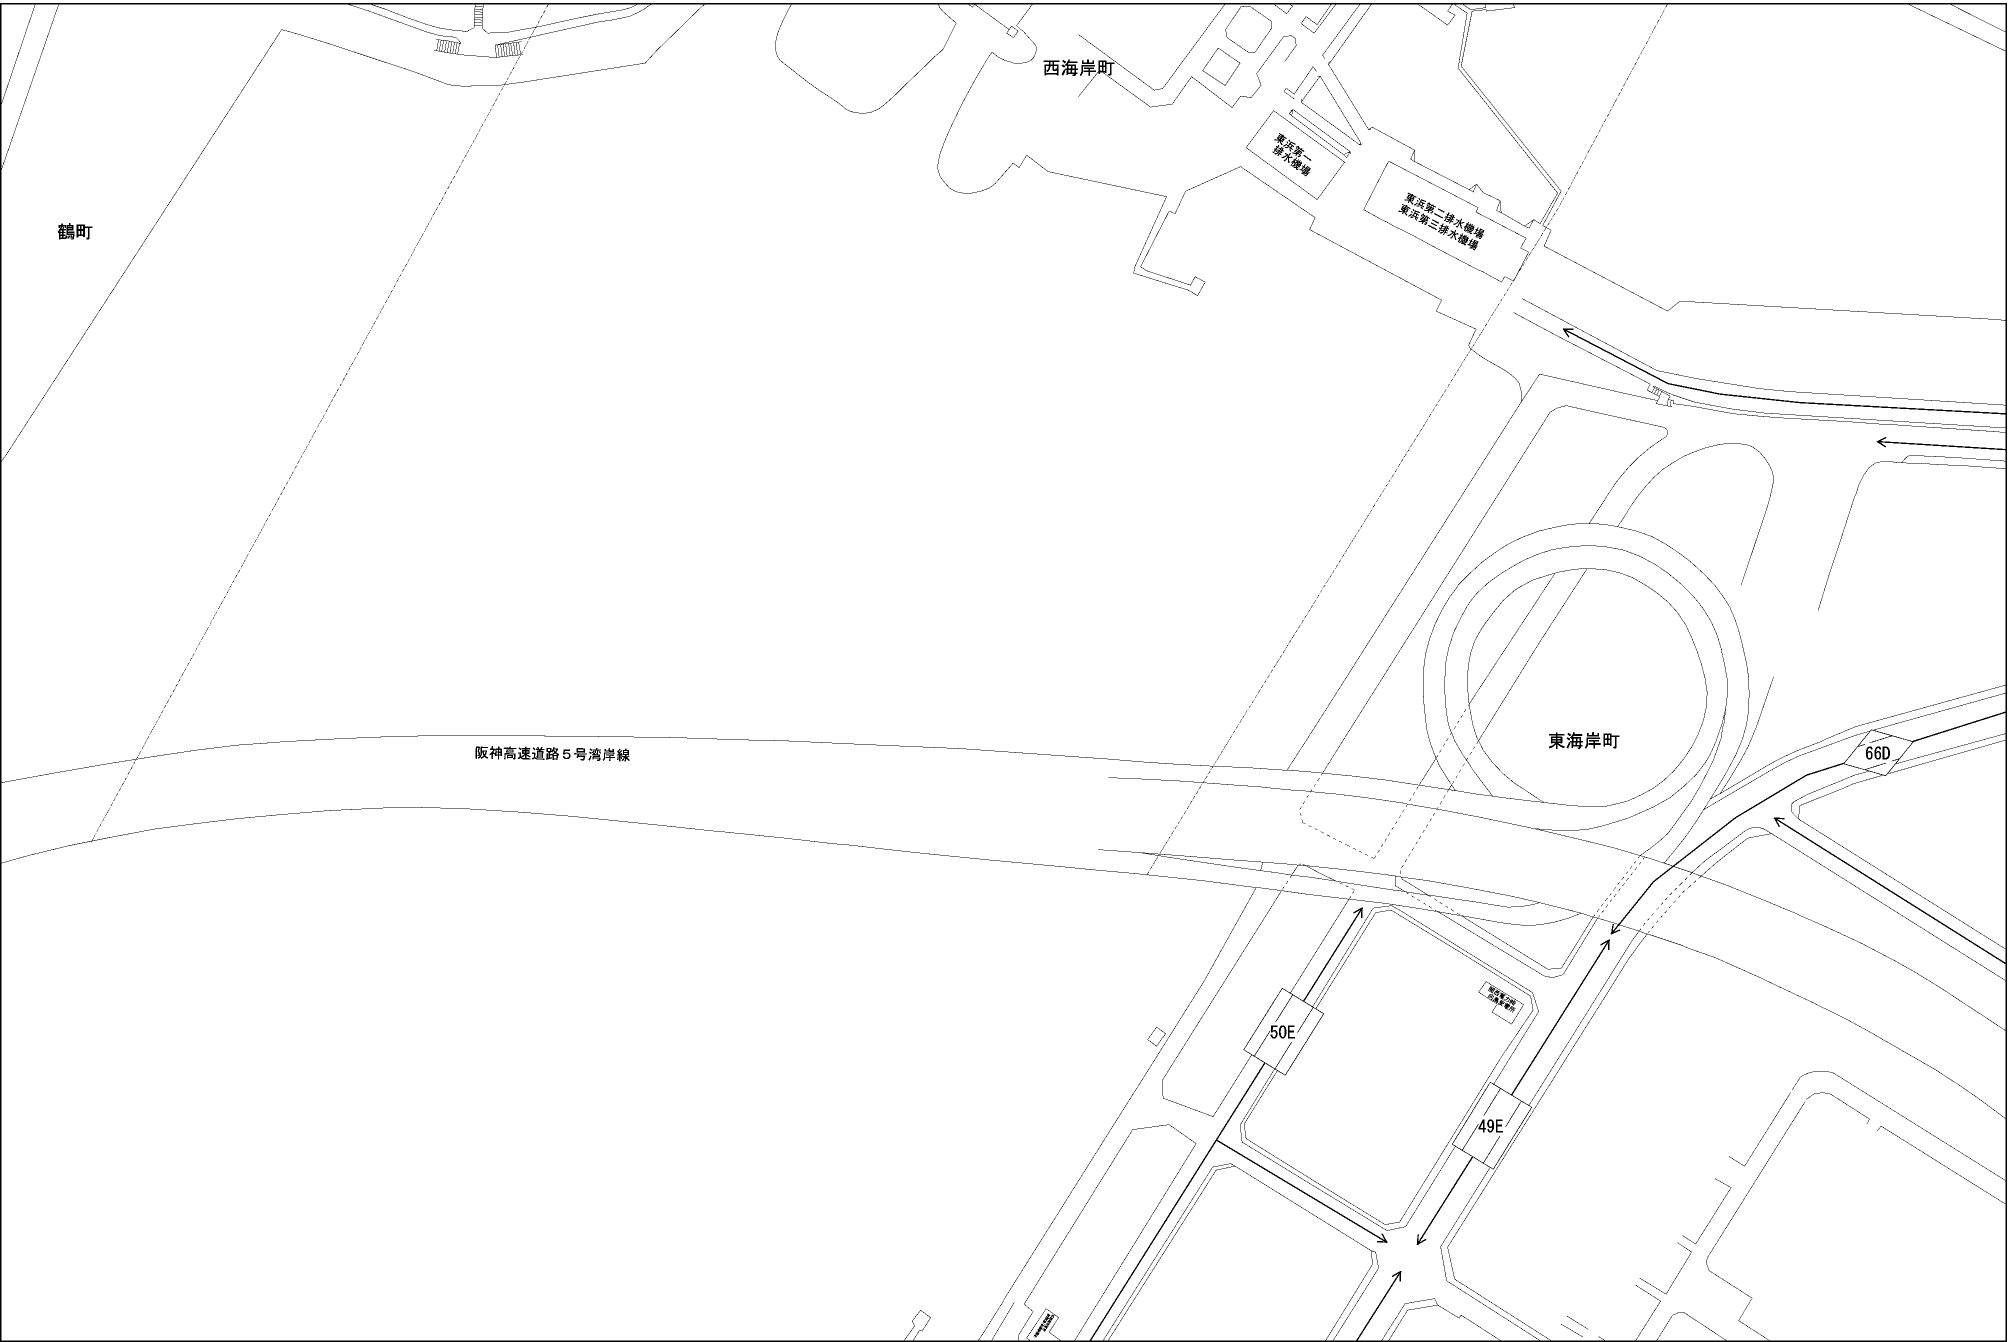 西海岸町
東浜第一
排水機場
東浜第二排水機場
東浜第三排水機場
鶴町
阪神高速道路５号湾岸線
東海岸町
66D
50E
49E